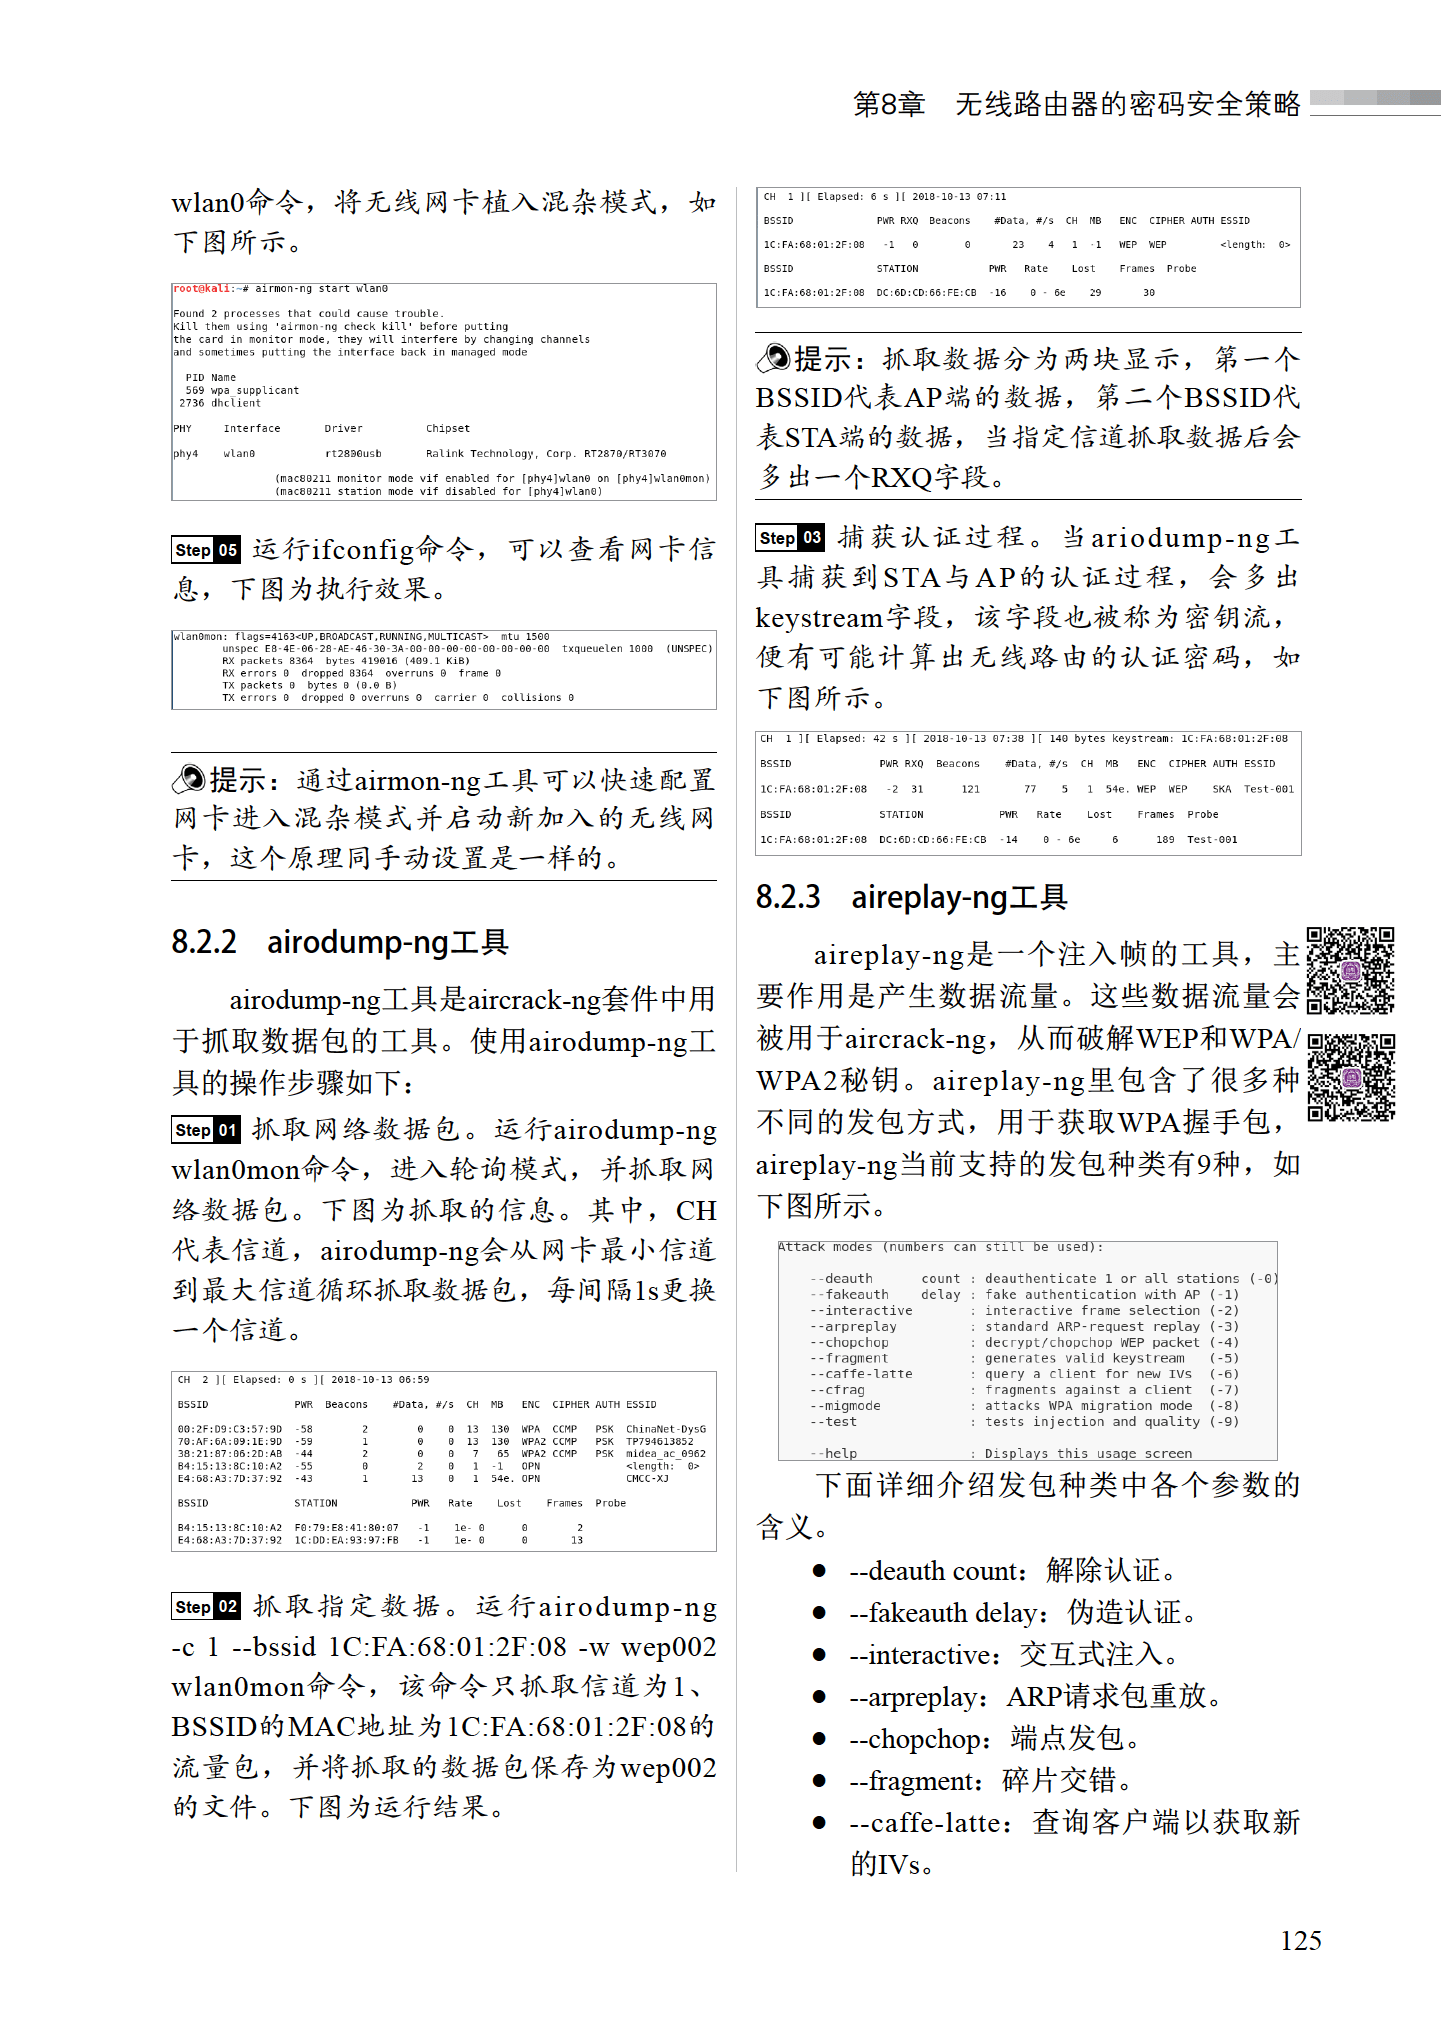 第8章　无线路由器的密码安全策略
wlan0命令，将无线网卡植入混杂模式，如
下图所示。
root@kali:~# airmon-ng start wlan0
Found 2 processes that could cause trouble.
Kill them using 'airmon-ng check kill' before putting
the card in monitor mode, they will interfere by changing channels
and sometimes putting the interface back in managed mode
PID Name
569 wpa_supplicant
2736 dhclient
PHY Interface Driver Chipset
phy4 wlan0 rt2800usb Ralink Technology, Corp. RT2870/RT3070
(mac80211 monitor mode vif enabled for [phy4]wlan0 on [phy4]wlan0mon)
(mac80211 station mode vif disabled for [phy4]wlan0)
Step 05 运行ifconfig命令，可以查看网卡信
息，下图为执行效果。
wlan0mon: flags=4163<UP,BROADCAST,RUNNING,MULTICAST> mtu 1500
unspec E8-4E-06-28-AE-46-30-3A-00-00-00-00-00-00-00-00 txqueuelen 1000 (UNSPEC)
RX packets 8364 bytes 419016 (409.1 KiB)
RX errors 0 dropped 8364 overruns 0 frame 0
TX packets 0 bytes 0 (0.0 B)
TX errors 0 dropped 0 overruns 0 carrier 0 collisions 0
提示：通过airmon-ng工具可以快速配置
网卡进入混杂模式并启动新加入的无线网
卡，这个原理同手动设置是一样的。
8.2.2　airodump-ng工具
airodump-ng工具是aircrack-ng套件中用
于抓取数据包的工具。使用airodump-ng工
具的操作步骤如下：
Step 01 抓取网络数据包。运行airodump-ng
wlan0mon命令，进入轮询模式，并抓取网
络数据包。下图为抓取的信息。其中，CH
代表信道，airodump-ng会从网卡最小信道
到最大信道循环抓取数据包，每间隔1s更换
一个信道。
CH 2 ][ Elapsed: 0 s ][ 2018-10-13 06:59
BSSID PWR Beacons #Data, #/s CH MB ENC CIPHER AUTH ESSID
00:2F:D9:C3:57:9D -58 2 0 0 13 130 WPA CCMP PSK ChinaNet-DysG
70:AF:6A:09:1E:9D -59 1 0 0 13 130 WPA2 CCMP PSK TP794613852
38:21:87:06:2D:AB -44 2 0 0 7 65 WPA2 CCMP PSK midea_ac_0962
B4:15:13:8C:10:A2 -55 0 2 0 1 -1 OPN <length: 0>
E4:68:A3:7D:37:92 -43 1 13 0 1 54e. OPN CMCC-XJ
BSSID STATION PWR Rate Lost Frames Probe
B4:15:13:8C:10:A2 F0:79:E8:41:80:07 -1 1e- 0 0 2
E4:68:A3:7D:37:92 1C:DD:EA:93:97:FB -1 1e- 0 0 13
Step 02 抓取指定数据。运行airodump-ng
-c 1 --bssid 1C:FA:68:01:2F:08 -w wep002
wlan0mon命令，该命令只抓取信道为1、
BSSID的MAC地址为1C:FA:68:01:2F:08的
流量包，并将抓取的数据包保存为wep002
的文件。下图为运行结果。
CH 1 ][ Elapsed: 6 s ][ 2018-10-13 07:11
BSSID PWR RXQ Beacons #Data, #/s CH MB ENC CIPHER AUTH ESSID
1C:FA:68:01:2F:08 -1 0 0 23 4 1 -1 WEP WEP <length: 0>
BSSID STATION PWR Rate Lost Frames Probe
1C:FA:68:01:2F:08 DC:6D:CD:66:FE:CB -16 0 - 6e 29 30
提示：抓取数据分为两块显示，第一个
BSSID代表AP端的数据，第二个BSSID代
表STA端的数据，当指定信道抓取数据后会
多出一个RXQ字段。
Step 03 捕获认证过程。当ariodump-ng工
具捕获到STA与AP的认证过程，会多出
keystream字段，该字段也被称为密钥流，
便有可能计算出无线路由的认证密码，如
下图所示。
CH 1 ][ Elapsed: 42 s ][ 2018-10-13 07:38 ][ 140 bytes keystream: 1C:FA:68:01:2F:08
BSSID PWR RXQ Beacons #Data, #/s CH MB ENC CIPHER AUTH ESSID
1C:FA:68:01:2F:08 -2 31 121 77 5 1 54e. WEP WEP SKA Test-001
BSSID STATION PWR Rate Lost Frames Probe
1C:FA:68:01:2F:08 DC:6D:CD:66:FE:CB -14 0 - 6e 6 189 Test-001
8.2.3　aireplay-ng工具
aireplay-ng是一个注入帧的工具，主
要作用是产生数据流量。这些数据流量会
被用于aircrack-ng，从而破解WEP和WPA/
WPA2秘钥。aireplay-ng里包含了很多种
不同的发包方式，用于获取WPA握手包，
aireplay-ng当前支持的发包种类有9种，如
下图所示。
Attack modes (numbers can still be used):
--deauth count : deauthenticate 1 or all stations (-0)
--fakeauth delay : fake authentication with AP (-1)
--interactive : interactive frame selection (-2)
--arpreplay : standard ARP-request replay (-3)
--chopchop : decrypt/chopchop WEP packet (-4)
--fragment : generates valid keystream (-5)
--caffe-latte : query a client for new IVs (-6)
--cfrag : fragments against a client (-7)
--migmode : attacks WPA migration mode (-8)
--test : tests injection and quality (-9)
--help : Displays this usage screen
下面详细介绍发包种类中各个参数的
含义。
● --deauth count：解除认证。
● --fakeauth delay：伪造认证。
● --interactive：交互式注入。
● --arpreplay：ARP请求包重放。
● --chopchop：端点发包。
● --fragment：碎片交错。
● --caffe-latte：查询客户端以获取新
的IVs。
125